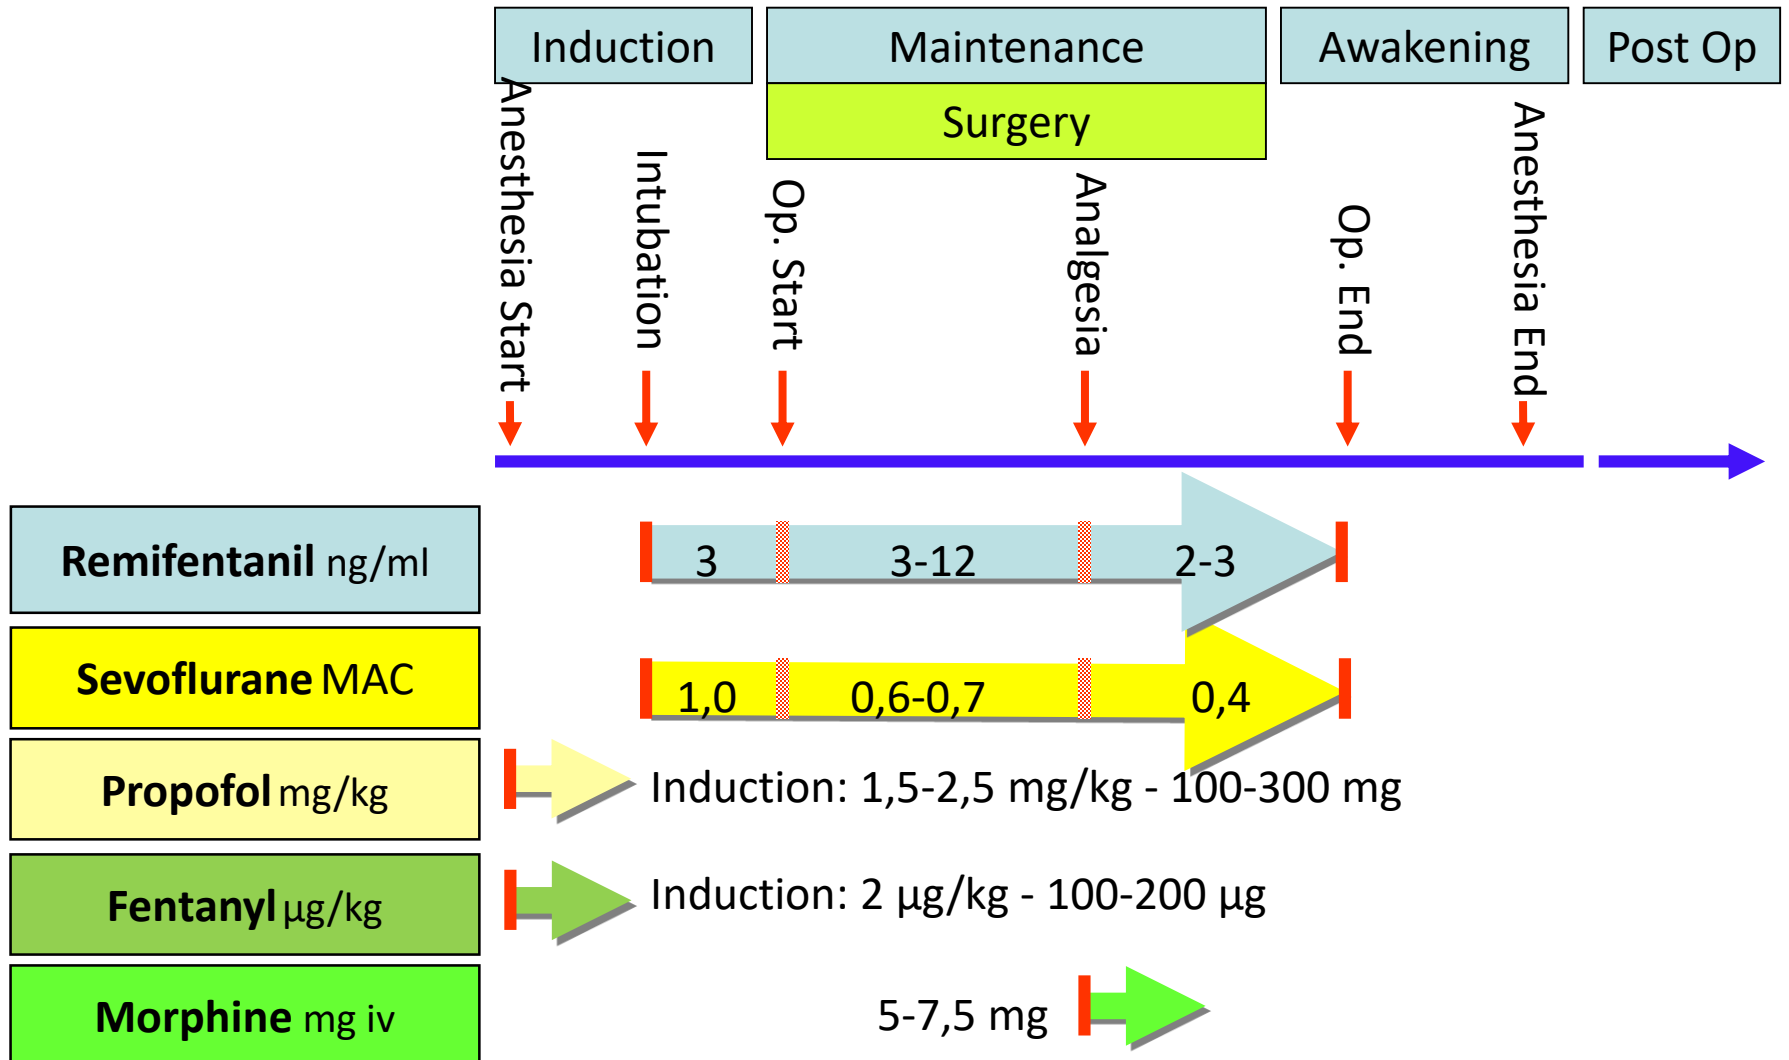 Induction
Maintenance
Awakening
Post Op
Surgery
Anesthesia Start
Intubation
Op. Start
Analgesia
Op. End
Anesthesia End
Remifentanil ng/ml
3
3-12
2-3
Sevoflurane MAC
1,0
0,6-0,7
0,4
Propofol mg/kg
Induction: 1,5-2,5 mg/kg - 100-300 mg
Fentanyl µg/kg
Induction: 2 µg/kg - 100-200 µg
Morphine mg iv
5-7,5 mg